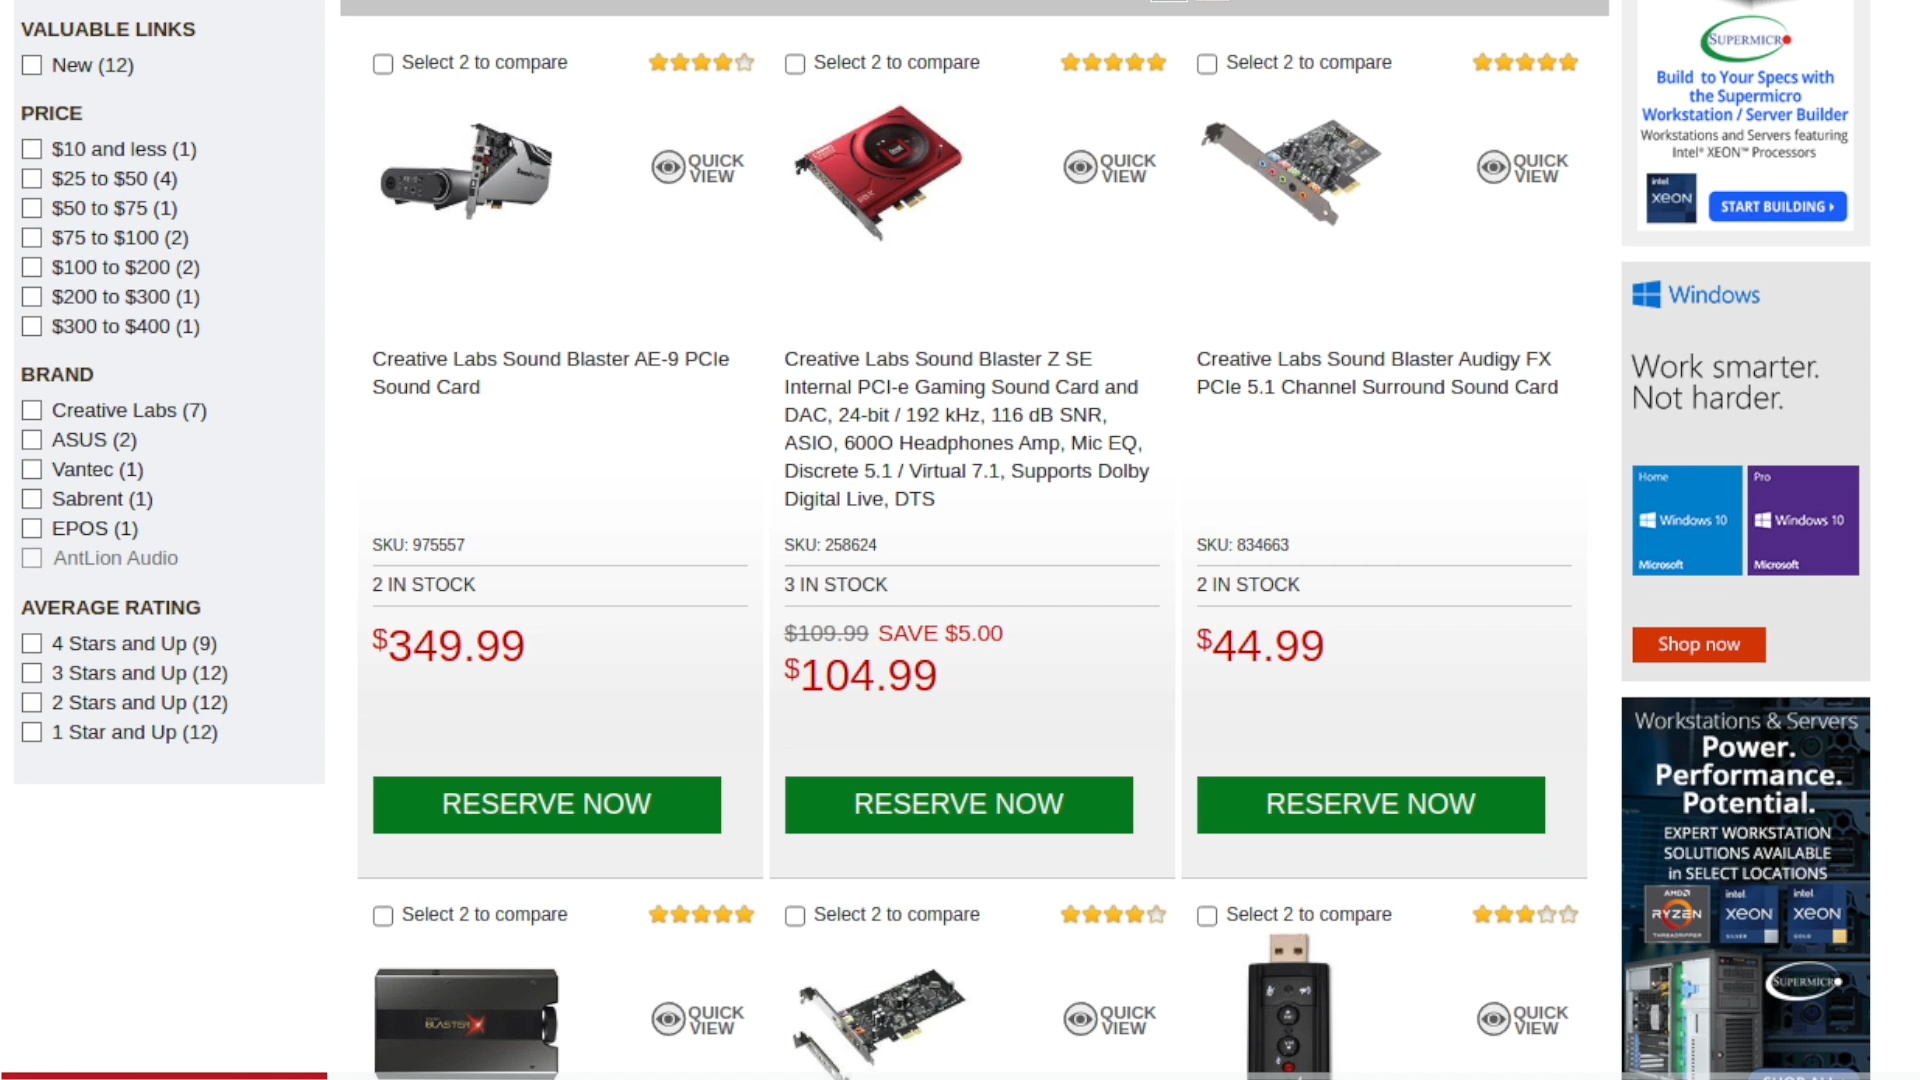 VALUABLE LINKS
New (12)
PRICE
$10 and less (1)
$25 to $50 (4)
$50 to $75 (1)
$75 to $100 (2)
$100 to $200 (2)
$200 to $300 (1)
$300 to $400 (1)
BRAND
Creative Labs (7)
ASUS (2)
Vantec (1)
Sabrent (1)
EPOS (1)
AntLion Audio
AVERAGE RATING
4 Stars and Up (9)
3 Stars and Up (12)
2 Stars and Up (12)
1 Star and Up (12)
Select 2 to compare
QUICK
VIEW
Creative Labs Sound Blaster AE-9 PCIe
Sound Card
SKU: 975557
2 IN STOCK
$349.99
RESERVE NOW
Select 2 to compare
QUICK
VIEW
Creative Labs Sound Blaster Z SE
Internal PCI-e Gaming Sound Card and
DAC, 24-bit / 192 kHz, 116 dB SNR,
ASIO, 600O Headphones Amp, Mic EQ,
Discrete 5.1 / Virtual 7.1, Supports Dolby
Digital Live, DTS
SKU: 258624
3 IN STOCK
$109.99 SAVE $5.00
$104.99
RESERVE NOW
Select 2 to compare
QUICK
VIEW
Creative Labs Sound Blaster Audigy FX
PCIe 5.1 Channel Surround Sound Card
SKU: 834663
2 IN STOCK
$44.99
RESERVE NOW
Select 2 to compare
QUICK
VIEW
BLASTERX
Select 2 to compare
QUICK
VIEW
Select 2 to compare
QUICK
VIEW
SUPERMICRO
Build to Your Specs with
the Supermicro
Workstation / Server Builder
Workstations and Servers featuring
Intel® XEON™ Processors
intel
XEON
START BUILDING
Windows
Work smarter.
Not harder.
Home
Windows 10
Microsoft
Pro
Windows 10
Microsoft
Shop now
Workstations & Servers
Power.
Performance.
Potential.
EXPERT WORKSTATION
SOLUTIONS AVAILABLE
in SELECT LOCATIONS
AMD
RYZEN
THREADRIPPER
intel
XEON
SILVER
intel
XEON
GOLD
SUPERMICRO